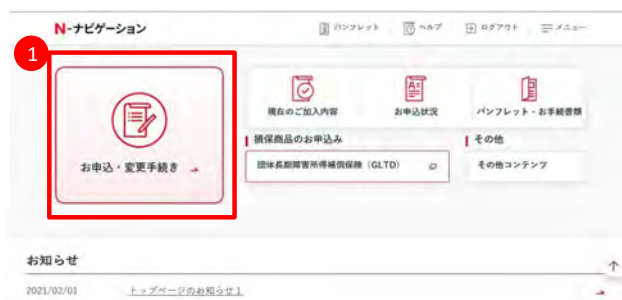 N-ナビゲーション
パンフレット
ヘルプ
ログアウト
メニュー
1
お申込・変更手続き
現在のご加入内容
お申込状況
パンフレット・お手続書類
損保商品のお申込み
その他
団体長期障害所得補償保険（GLTD）
その他コンテンツ
お知らせ
2021/02/01 トップページのお知らせ1